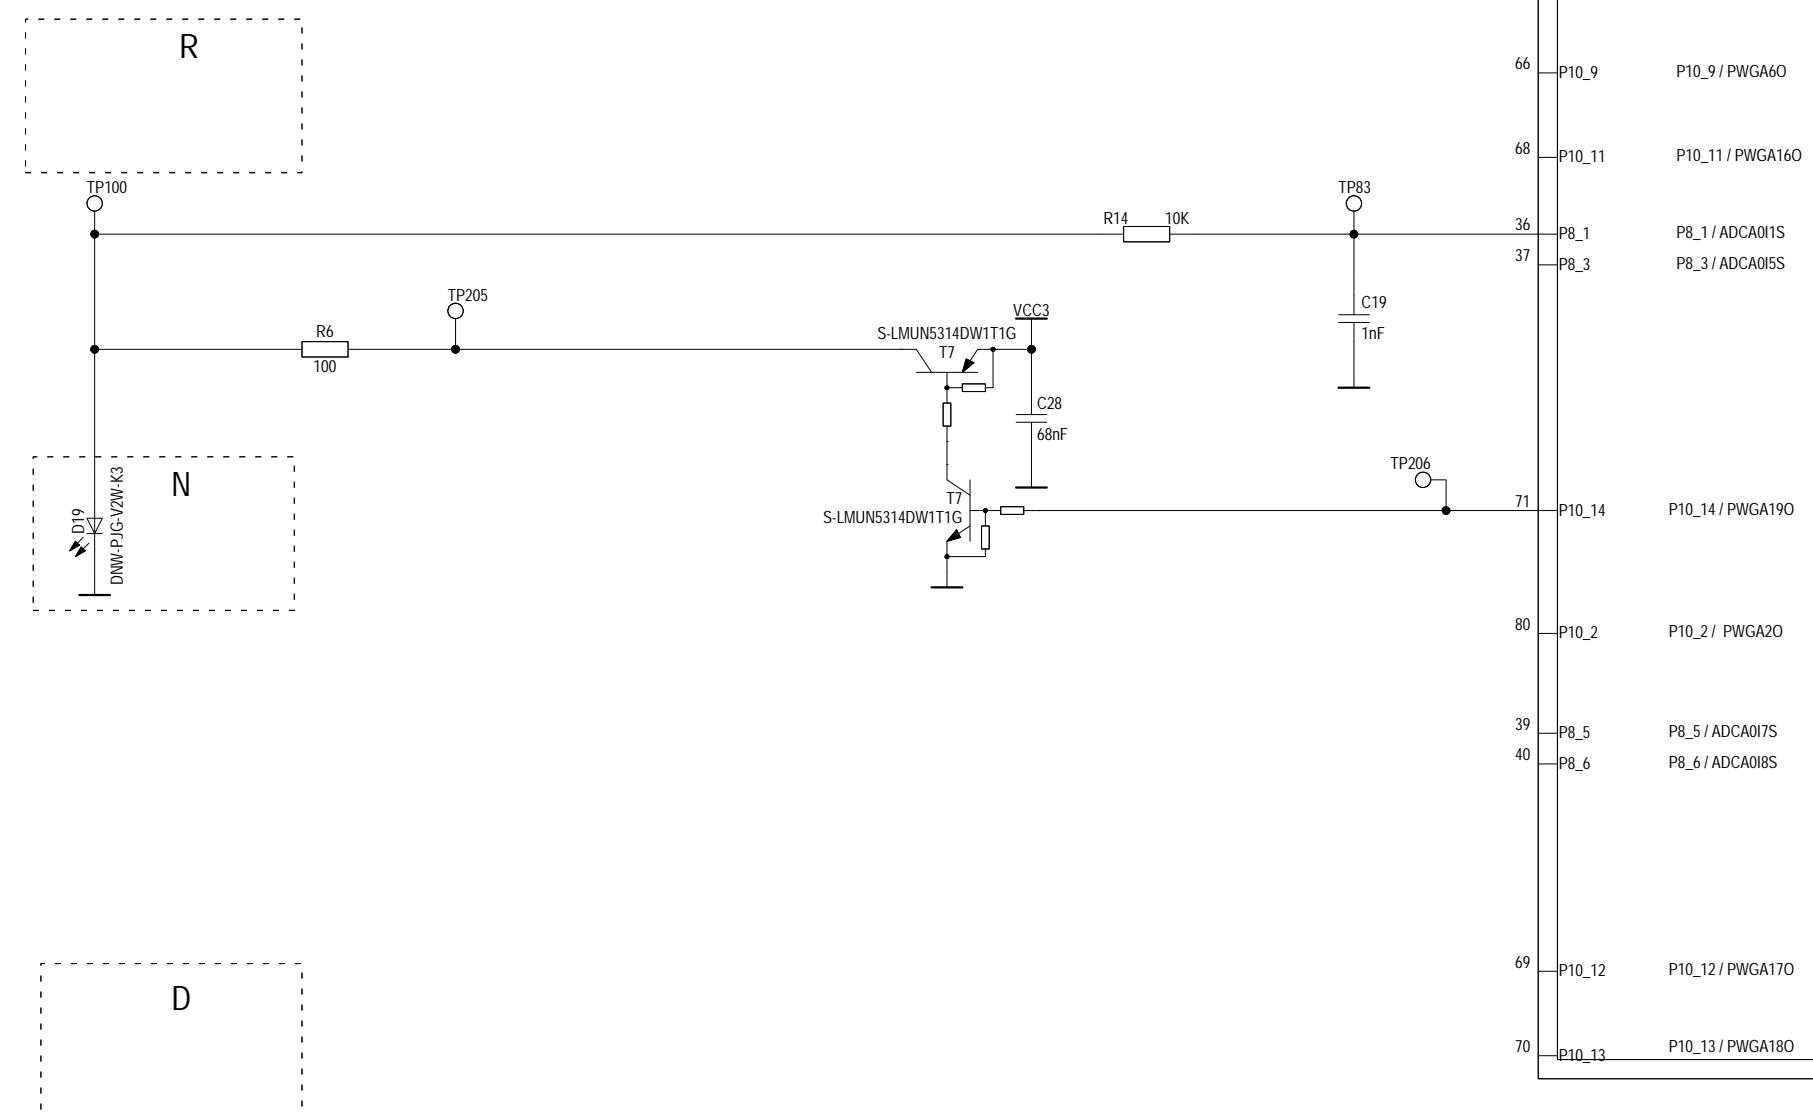 R
66
P10_9
P10_9 / PWGA6O
68
P10_11
P10_11 / PWGA16O
TP100
TP83
R14
10K
36
P8_1
P8_1 / ADCA0I1S
37
P8_3
P8_3 / ADCA0I5S
TP205
C19
1nF
VCC3
R6
100
S-LMUN5314DW1T1G
T7
C28
68nF
TP206
N
D19
DNW-PJG-V2W-K3
T7
S-LMUN5314DW1T1G
71
P10_14
P10_14 / PWGA19O
80
P10_2
P10_2 / PWGA2O
39
P8_5
P8_5 / ADCA0I7S
40
P8_6
P8_6 / ADCA0I8S
69
P10_12
P10_12 / PWGA17O
D
70
P10_13
P10_13 / PWGA18O